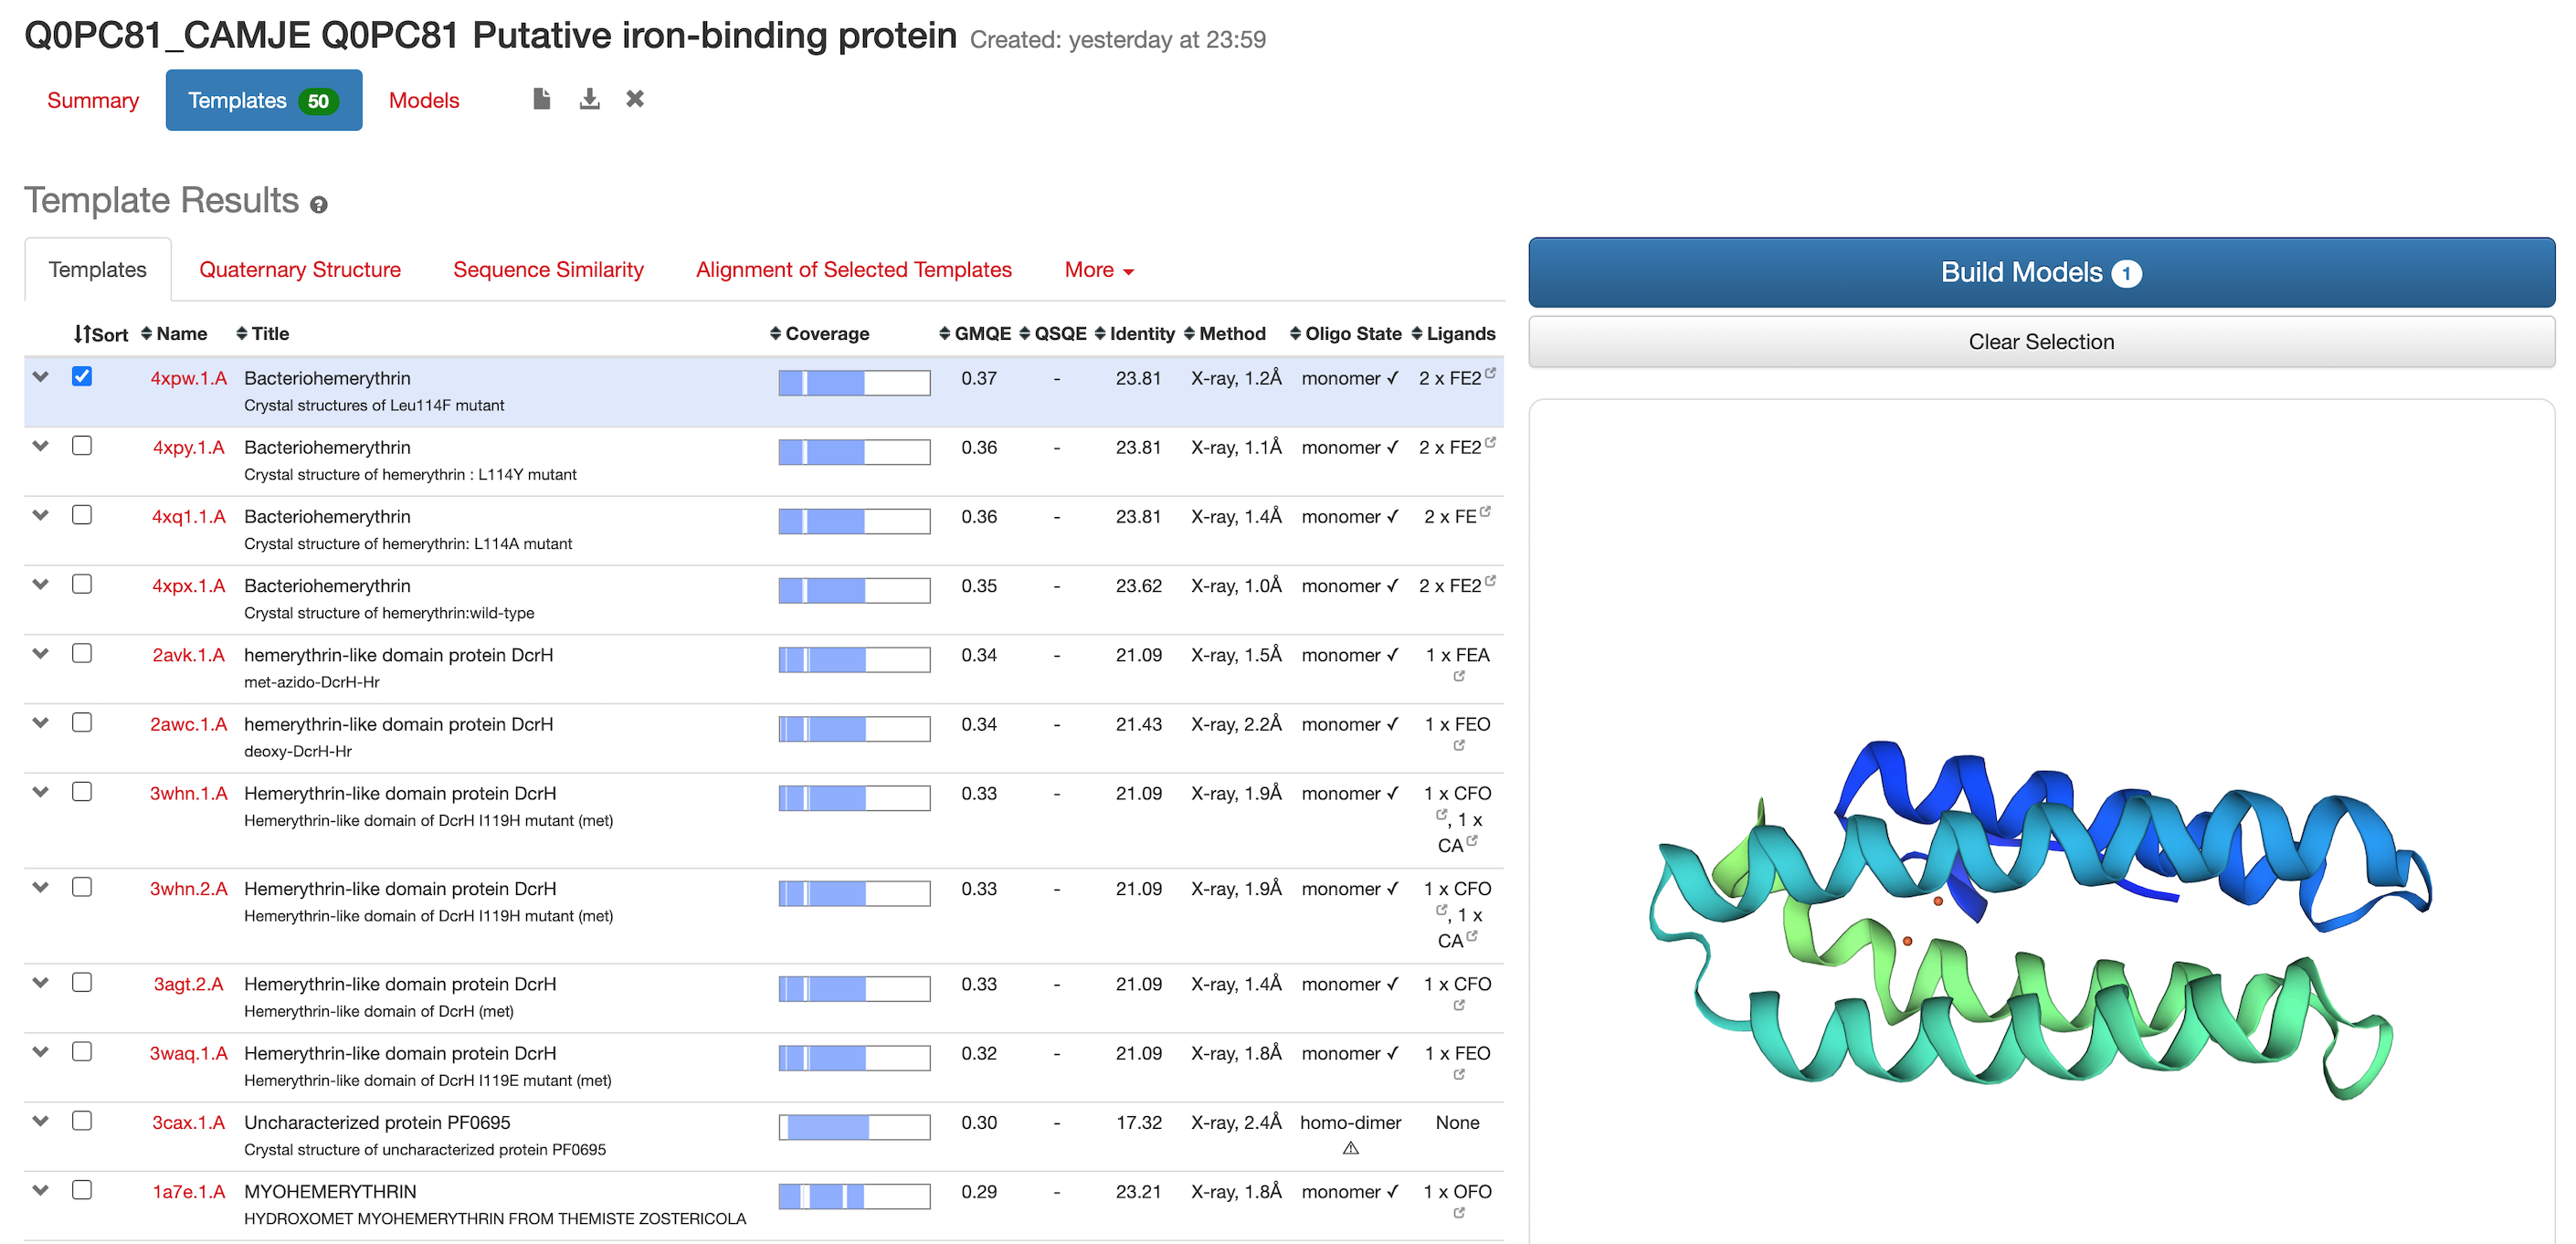 Q0PC81_CAMJE Q0PC81 Putative iron-binding protein Created: yesterday at 23:59
Summary Templates 50 Models
Template Results
Templates Quaternary Structure Sequence Similarity Alignment of Selected Templates More
Build Models 1
Clear Selection
Sort Name Title Coverage GMQE QSQE Identity Method Oligo State Ligands
4xpw.1.A Bacteriohemerythrin 0.37 - 23.81 X-ray, 1.2Å monomer ✓ 2 x FE2
Crystal structures of Leu114F mutant
4xpy.1.A Bacteriohemerythrin 0.36 - 23.81 X-ray, 1.1Å monomer ✓ 2 x FE2
Crystal structure of hemerythrin : L114Y mutant
4xq1.1.A Bacteriohemerythrin 0.36 - 23.81 X-ray, 1.4Å monomer ✓ 2 x FE
Crystal structure of hemerythrin: L114A mutant
4xpx.1.A Bacteriohemerythrin 0.35 - 23.62 X-ray, 1.0Å monomer ✓ 2 x FE2
Crystal structure of hemerythrin:wild-type
2avk.1.A hemerythrin-like domain protein DcrH 0.34 - 21.09 X-ray, 1.5Å monomer ✓ 1 x FEA
met-azido-DcrH-Hr
2awc.1.A hemerythrin-like domain protein DcrH 0.34 - 21.43 X-ray, 2.2Å monomer ✓ 1 x FEO
deoxy-DcrH-Hr
3whn.1.A Hemerythrin-like domain protein DcrH 0.33 - 21.09 X-ray, 1.9Å monomer ✓ 1 x CFO
Hemerythrin-like domain of DcrH I119H mutant (met) , 1 x
CA
3whn.2.A Hemerythrin-like domain protein DcrH 0.33 - 21.09 X-ray, 1.9Å monomer ✓ 1 x CFO
Hemerythrin-like domain of DcrH I119H mutant (met) , 1 x
CA
3agt.2.A Hemerythrin-like domain protein DcrH 0.33 - 21.09 X-ray, 1.4Å monomer ✓ 1 x CFO
Hemerythrin-like domain of DcrH (met)
3waq.1.A Hemerythrin-like domain protein DcrH 0.32 - 21.09 X-ray, 1.8Å monomer ✓ 1 x FEO
Hemerythrin-like domain of DcrH I119E mutant (met)
3cax.1.A Uncharacterized protein PF0695 0.30 - 17.32 X-ray, 2.4Å homo-dimer None
Crystal structure of uncharacterized protein PF0695
1a7e.1.A MYOHEMERYTHRIN 0.29 - 23.21 X-ray, 1.8Å monomer ✓ 1 x OFO
HYDROXOMET MYOHEMERYTHRIN FROM THEMISTE ZOSTERICOLA